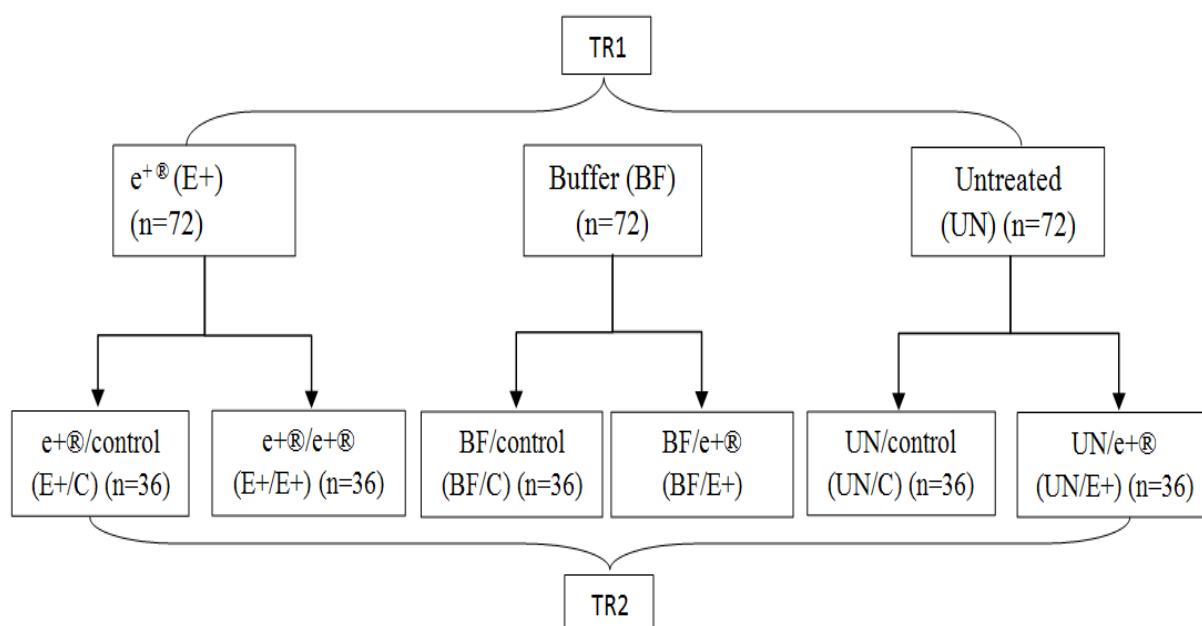 TR1
e⁺ ® (E+)
(n=72)
Buffer (BF)
(n=72)
Untreated
(UN) (n=72)
e+®/control
(E+/C) (n=36)
e+®/e+®
(E+/E+) (n=36)
BF/control
(BF/C) (n=36)
BF/e+®
(BF/E+)
UN/control
(UN/C) (n=36)
UN/e+®
(UN/E+) (n=36)
TR2